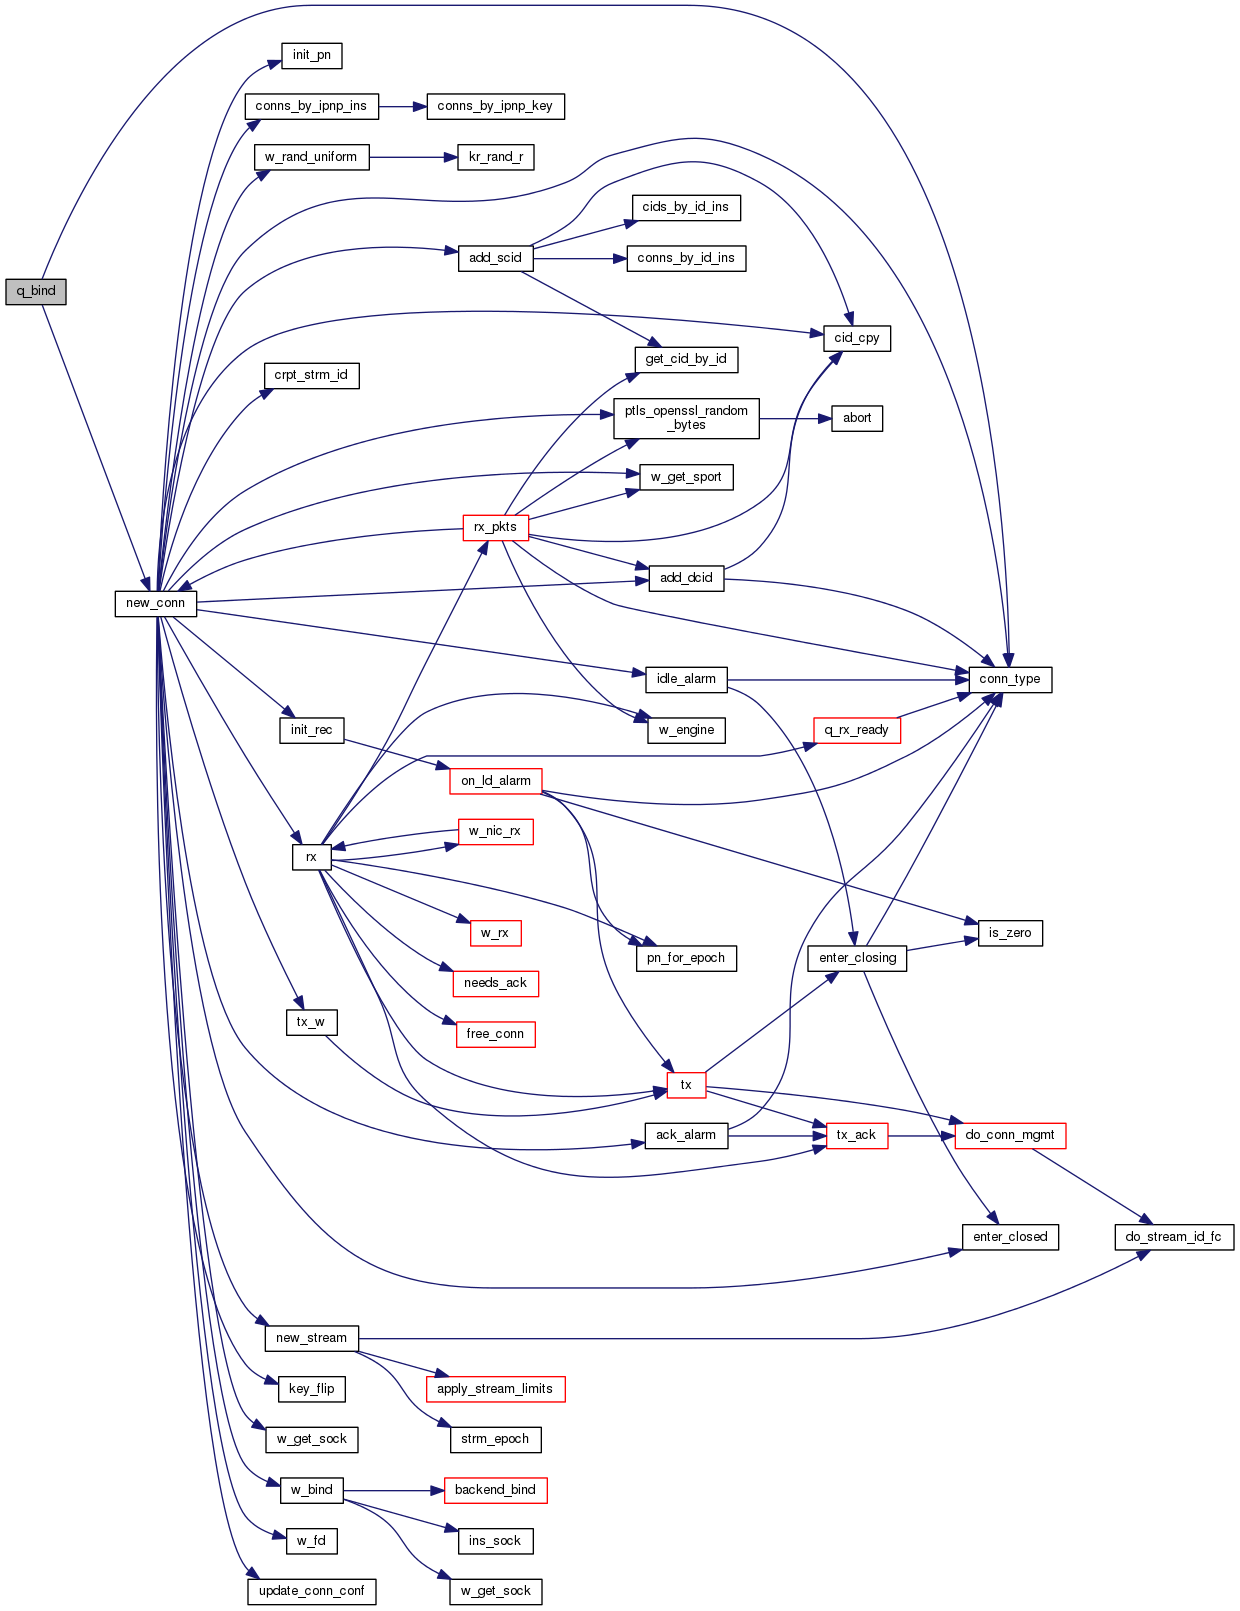 init_pn
conns_by_ipnp_ins
conns_by_ipnp_key
w_rand_uniform
kr_rand_r
cids_by_id_ins
add_scid
conns_by_id_ins
q_bind
cid_cpy
get_cid_by_id
crpt_strm_id
ptls_openssl_random
_bytes
abort
w_get_sport
rx_pkts
add_dcid
new_conn
idle_alarm
conn_type
init_rec
w_engine
q_rx_ready
on_ld_alarm
w_nic_rx
rx
w_rx
is_zero
pn_for_epoch
enter_closing
needs_ack
tx_w
free_conn
tx
ack_alarm
tx_ack
do_conn_mgmt
enter_closed
do_stream_id_fc
new_stream
key_flip
apply_stream_limits
w_get_sock
strm_epoch
w_bind
backend_bind
w_fd
ins_sock
update_conn_conf
w_get_sock